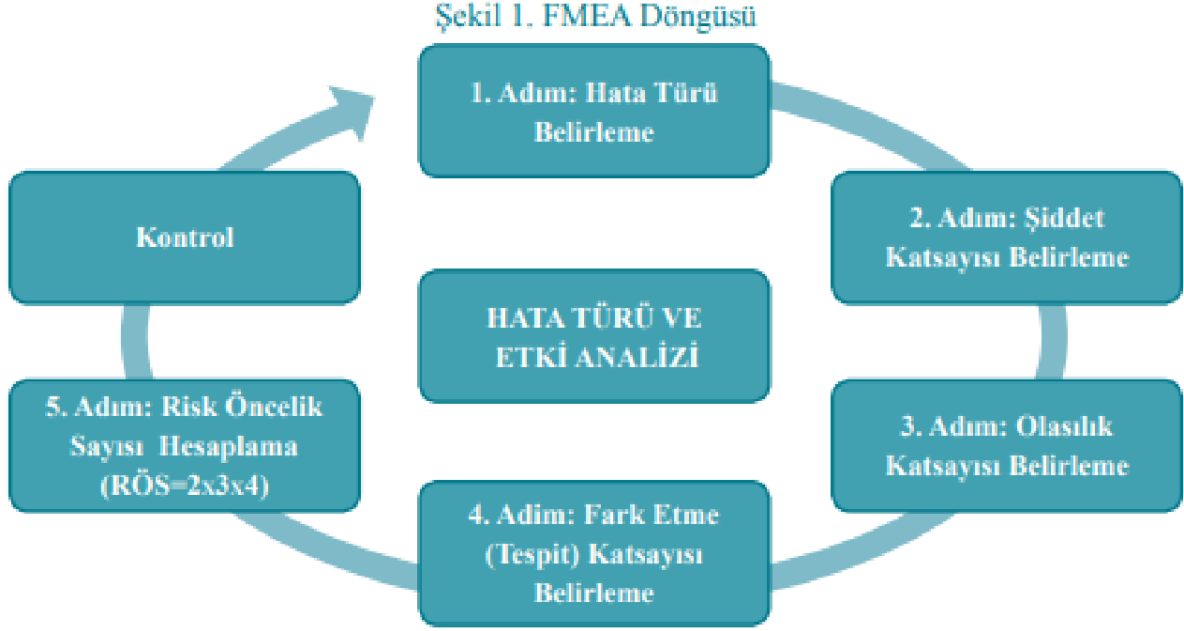 Şekil 1. FMEA Döngüsü
1. Adım: Hata Türü
Belirleme
2. Adım: Şiddet
Katsayısı Belirleme
3. Adım: Olasılık
Katsayısı Belirleme
4. Adim: Fark Etme
(Tespit) Katsayısı
Belirleme
5. Adım: Risk Öncelik
Sayısı Hesaplama
(RÖS=2x3x4)
Kontrol
HATA TÜRÜ VE
ETKİ ANALİZİ